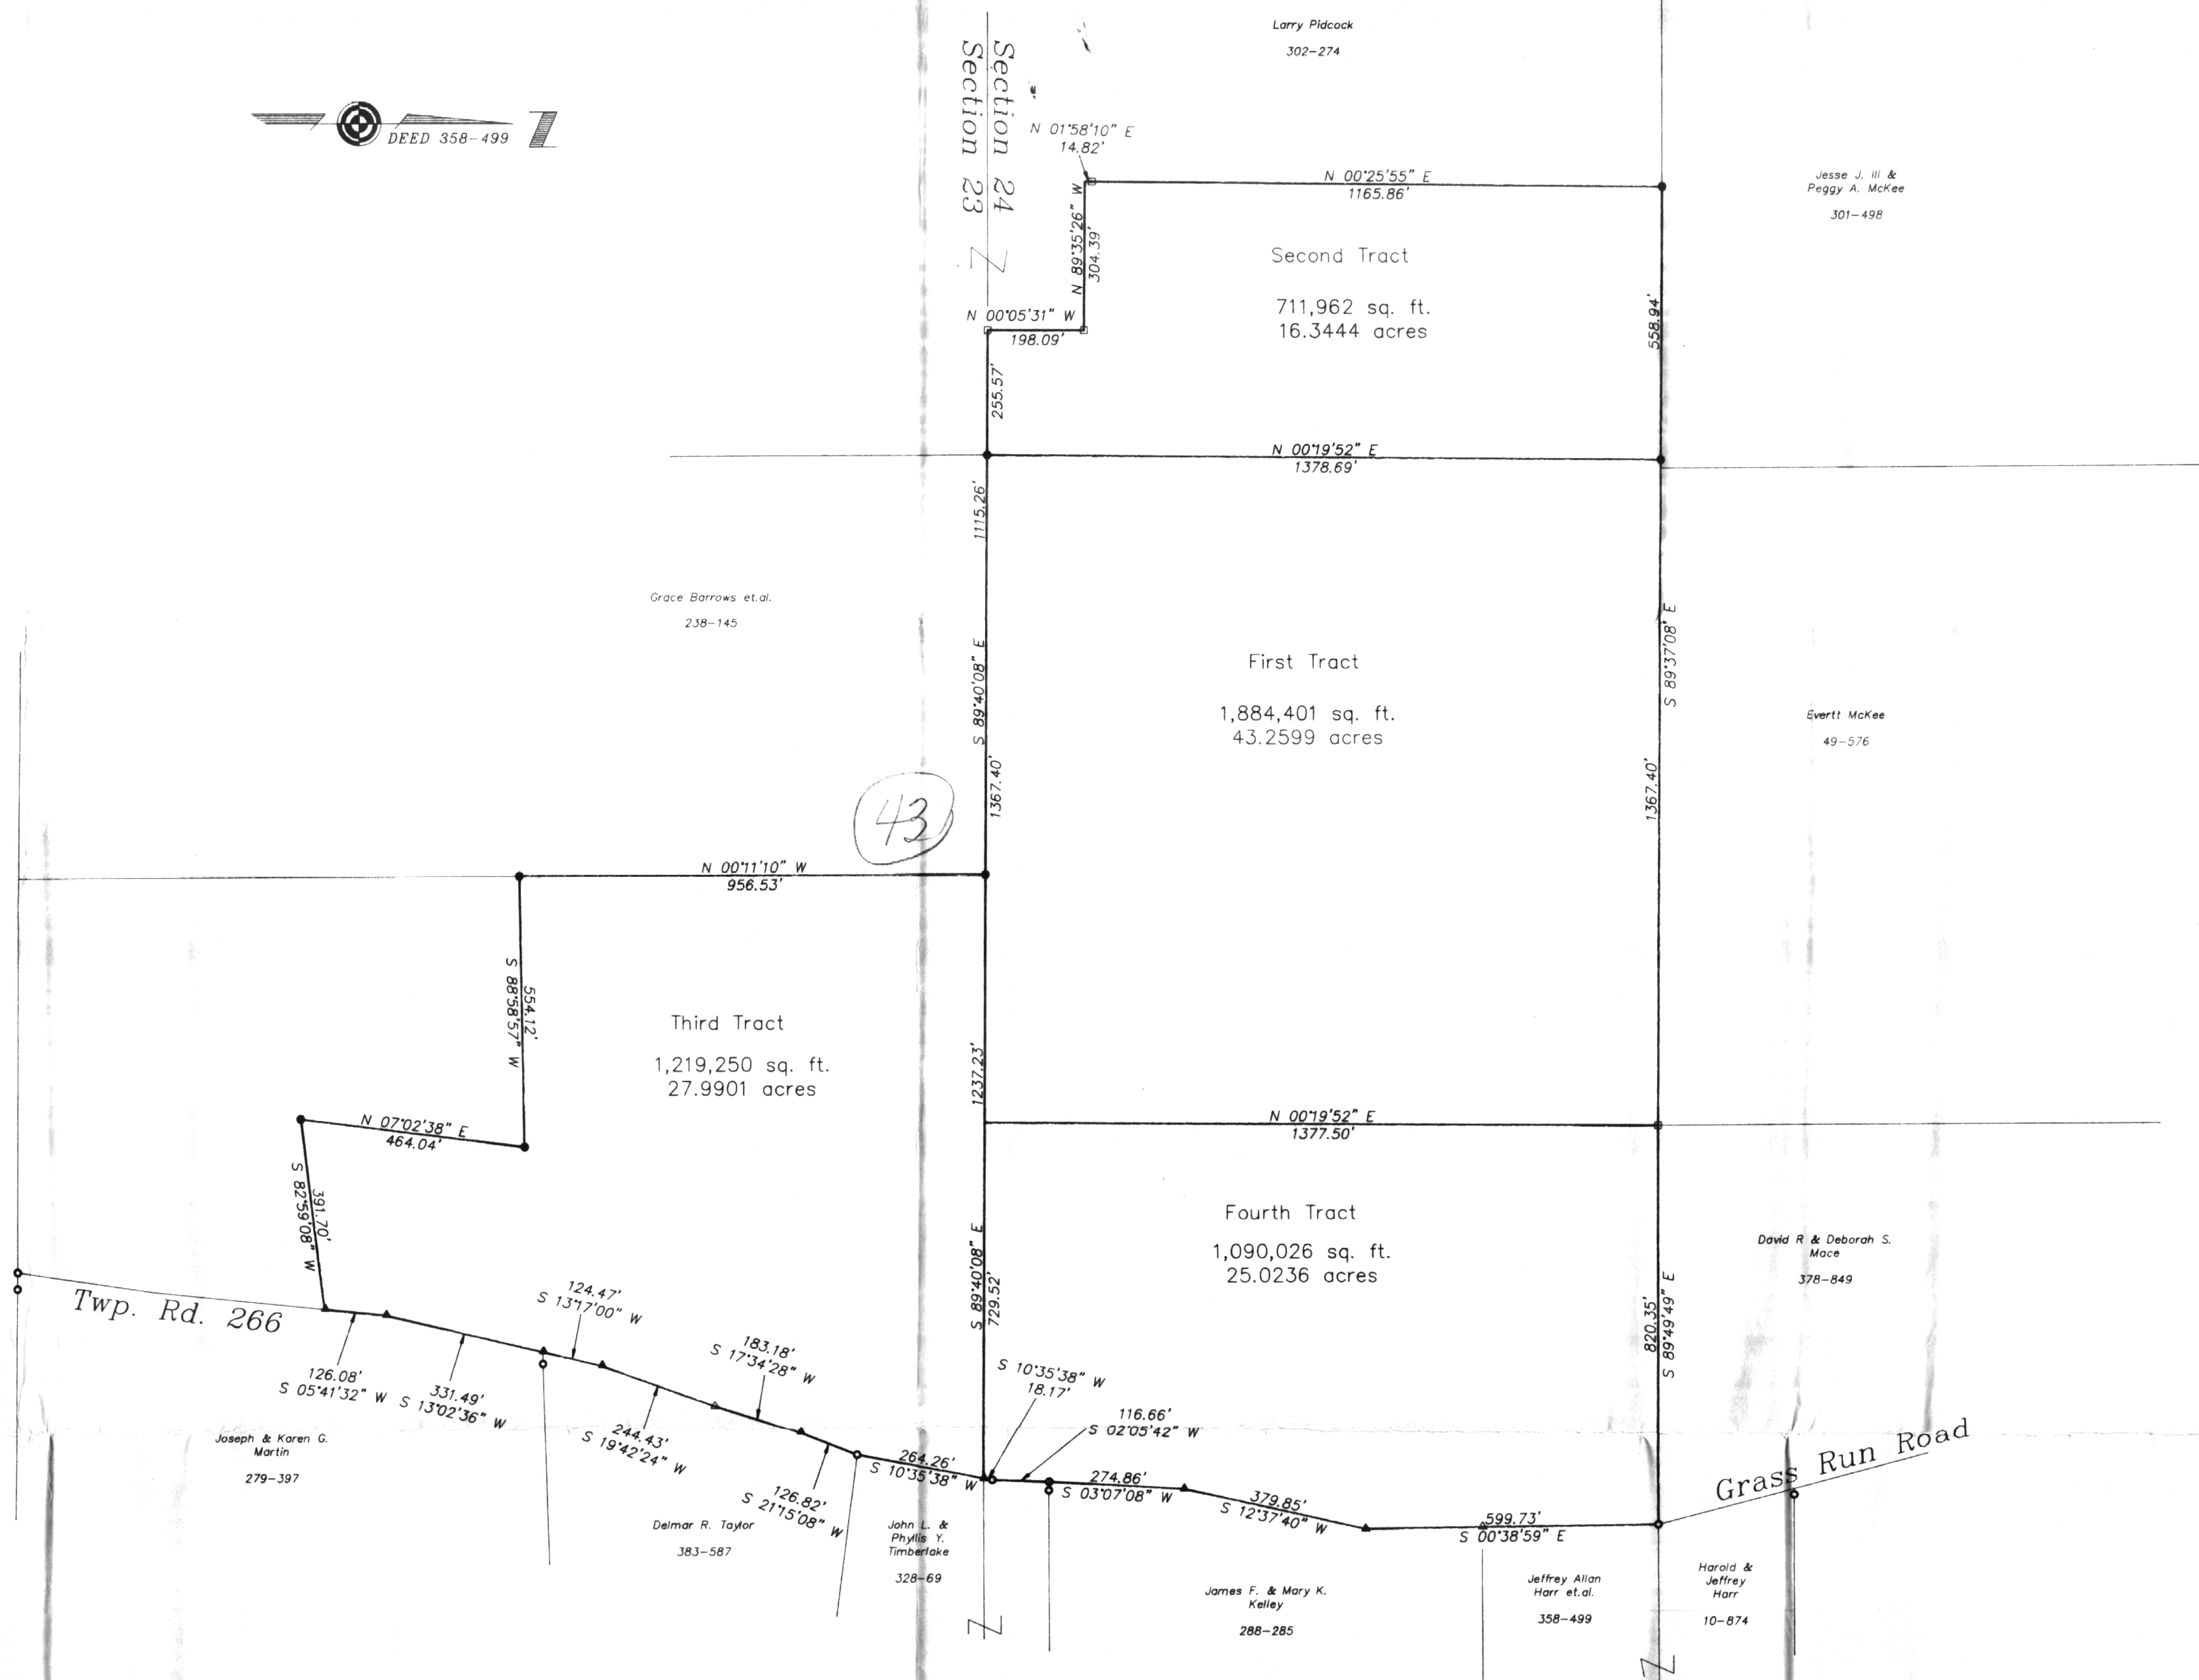 Larry Pidcock
302-274
Section 24
Section 23
DEED 358-499
N 01°58'10" E
14.82'
N 00°25'55" E
1165.86'
Jesse J. III &
Peggy A. McKee
301-498
N 89°35'26" W
304.39'
Second Tract
711,962 sq. ft.
16.3444 acres
558.94'
N 00°05'31" W
198.09'
255.57'
N 00°19'52" E
1378.69'
1115.26'
Grace Barrows et.al.
238-145
S 89°40'08" E
1367.40'
First Tract
1,884,401 sq. ft.
43.2599 acres
S 89°37'08" E
1367.40'
Evertt McKee
49-576
43
N 00°11'10" W
956.53'
554.12'
S 88°58'57" W
Third Tract
1,219,250 sq. ft.
27.9901 acres
1237.23'
N 00°19'52" E
1377.50'
N 07°02'38" E
464.04'
391.70'
S 82°59'08" W
Fourth Tract
1,090,026 sq. ft.
25.0236 acres
S 89°40'08" E
729.52'
820.35'
S 89°49'49" E
David R & Deborah S.
Mace
378-849
Twp. Rd. 266
124.47'
S 13°17'00" W
183.18'
S 17°34'28" W
126.08'
S 05°41'32" W
331.49'
S 13°02'36" W
244.43'
S 19°42'24" W
126.82'
S 21°15'08" W
264.26'
S 10°35'38" W
S 10°35'38" W
18.17'
116.66'
S 02°05'42" W
274.86'
S 03°07'08" W
379.85'
S 12°37'40" W
599.73'
S 00°38'59" E
Grass Run Road
Joseph & Karen G.
Martin
279-397
Delmar R. Taylor
383-587
John L. &
Phyllis Y.
Timberlake
328-69
James F. & Mary K.
Kelley
288-285
Jeffrey Allan
Harr et.al.
358-499
Harold &
Jeffrey
Harr
10-874